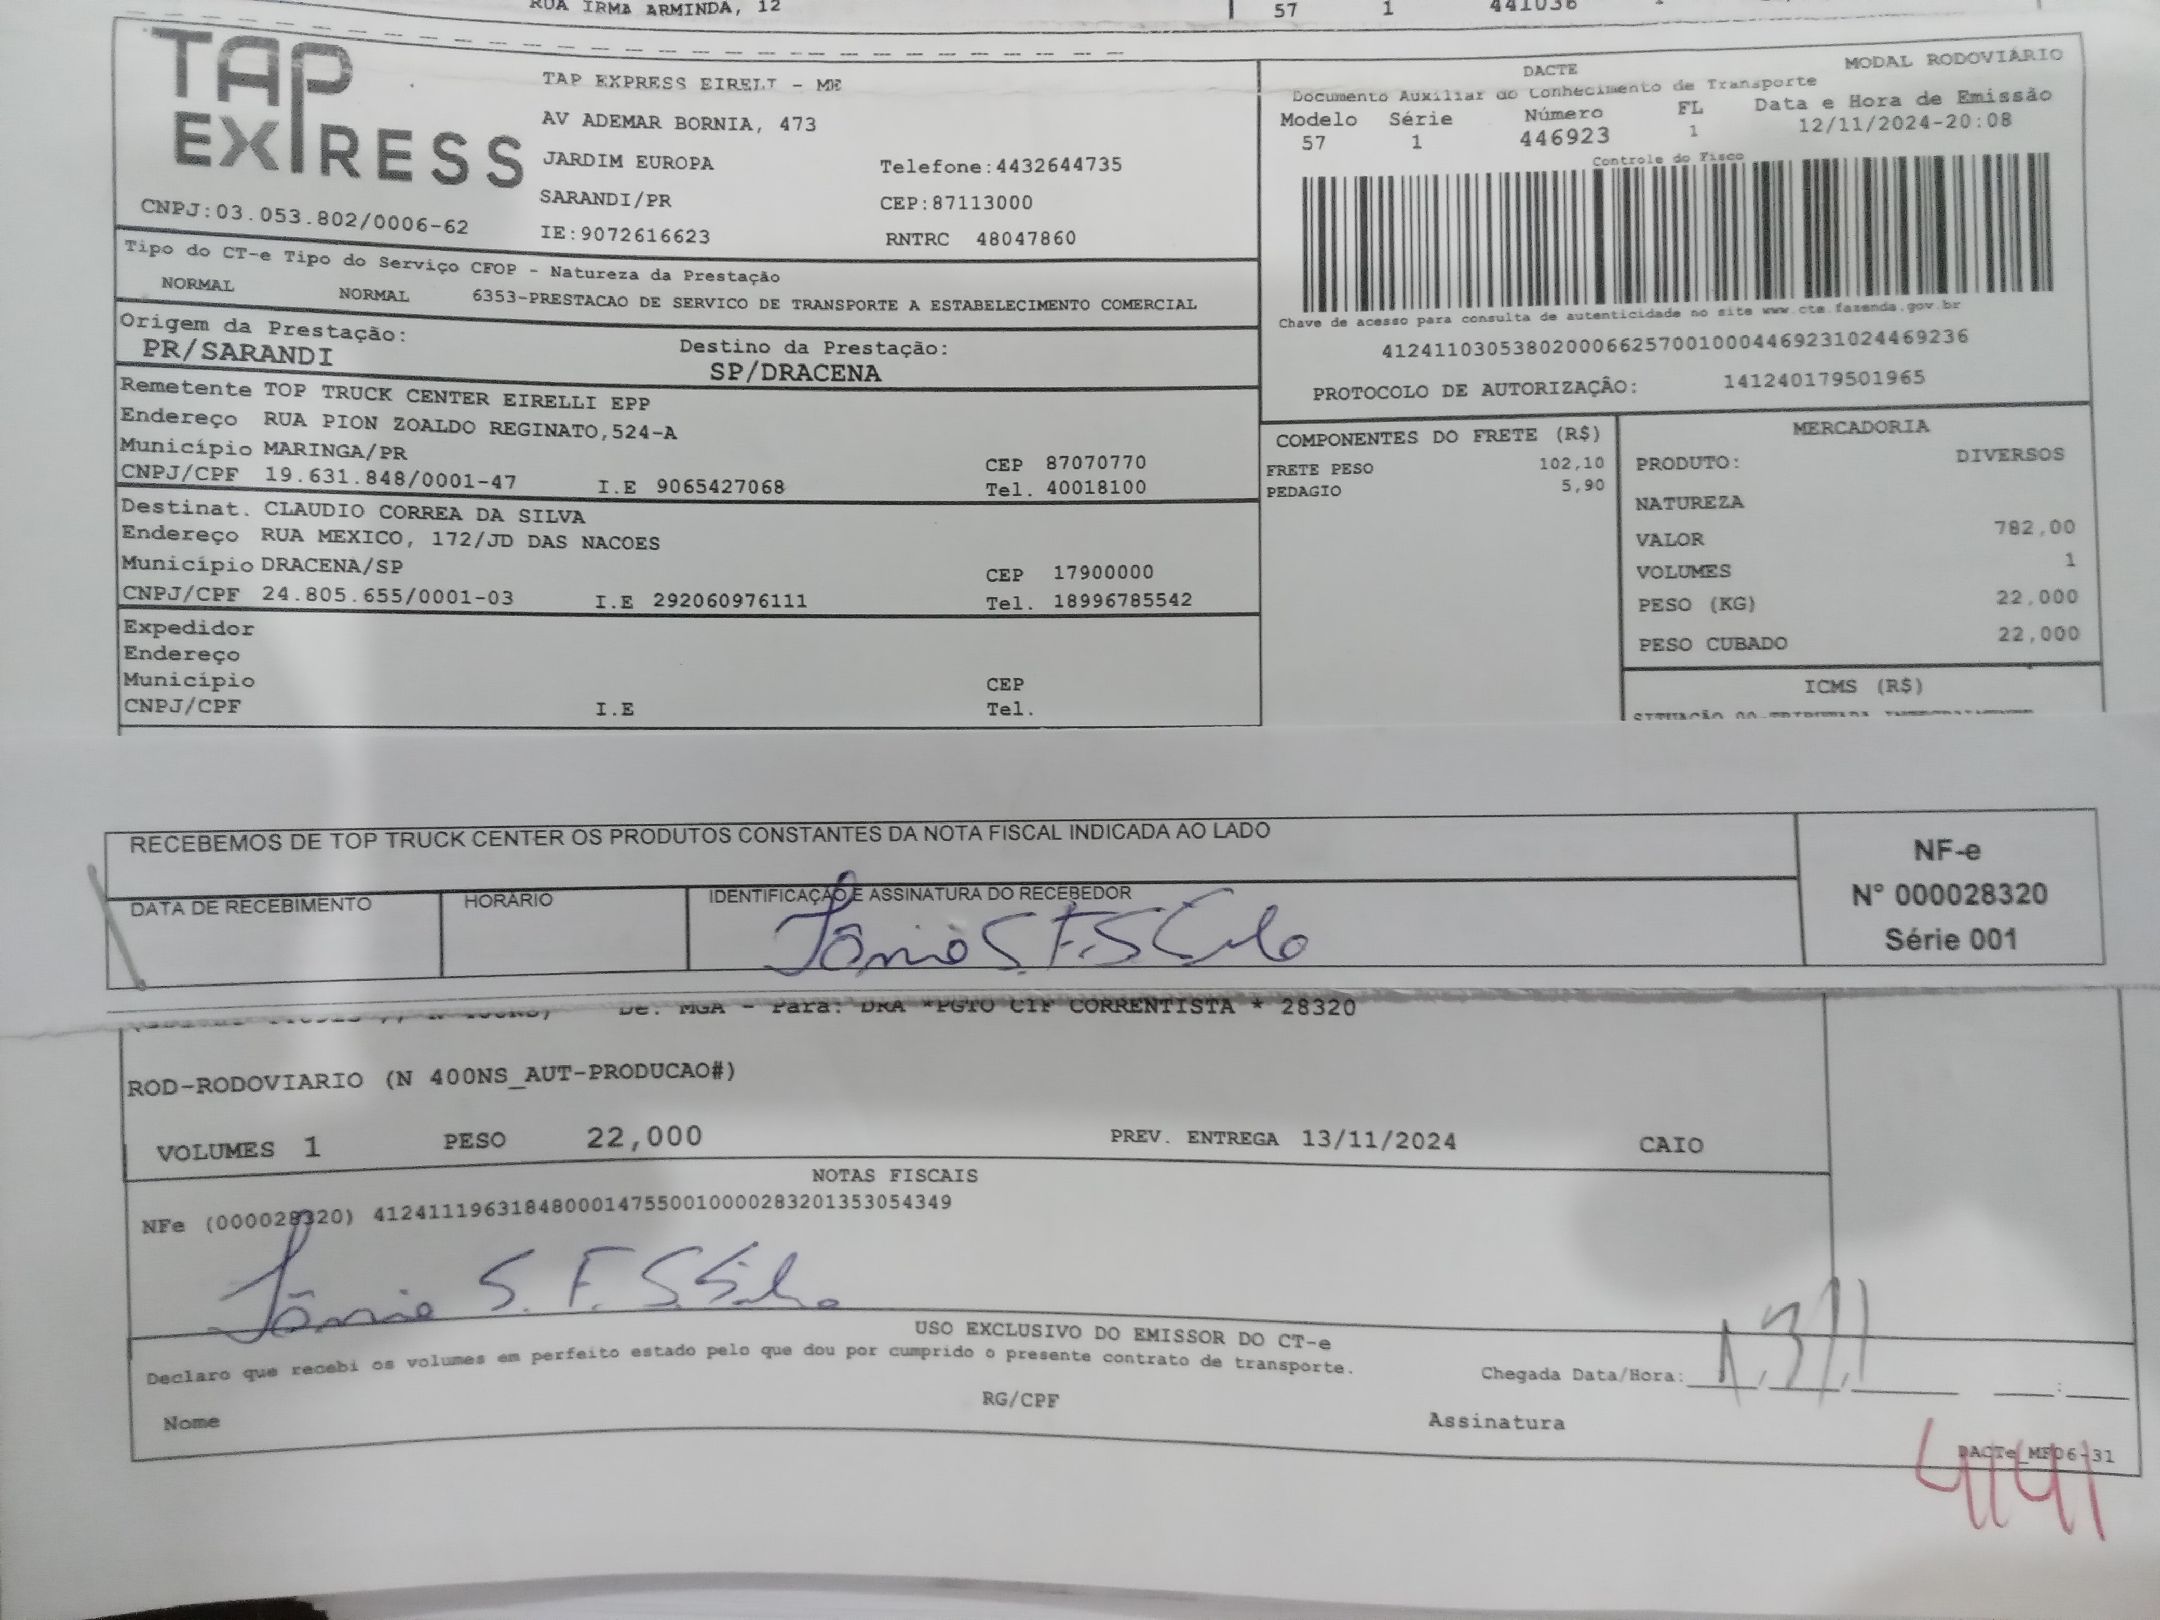 RUA IRMA ARMINDA, 12
57 1 441036
TAP EXPRESS
TAP EXPRESS EIRELI - ME
AV ADEMAR BORNIA, 473
JARDIM EUROPA Telefone:4432644735
SARANDI/PR CEP:87113000
CNPJ:03.053.802/0006-62 IE:9072616623 RNTRC 48047860
DACTE MODAL RODOVIÁRIO
Documento Auxiliar do Conhecimento de Transporte
Modelo Série Número FL Data e Hora de Emissão
57 1 446923 1 12/11/2024-20:08
Controle do Fisco
Chave de acesso para consulta de autenticidade no site www.cte.fazenda.gov.br
41241103053802000662570010004469231024469236
PROTOCOLO DE AUTORIZAÇÂO: 141240179501965
Tipo do CT-e Tipo do Serviço CFOP - Natureza da Prestação
NORMAL NORMAL 6353-PRESTACAO DE SERVICO DE TRANSPORTE A ESTABELECIMENTO COMERCIAL
Origem da Prestação: Destino da Prestação:
PR/SARANDI SP/DRACENA
Remetente TOP TRUCK CENTER EIRELLI EPP
Endereço RUA PION ZOALDO REGINATO,524-A
Município MARINGA/PR CEP 87070770
CNPJ/CPF 19.631.848/0001-47 I.E 9065427068 Tel. 40018100
Destinat. CLAUDIO CORREA DA SILVA
Endereço RUA MEXICO, 172/JD DAS NACOES
Município DRACENA/SP CEP 17900000
CNPJ/CPF 24.805.655/0001-03 I.E 292060976111 Tel. 18996785542
Expedidor
Endereço
Município CEP
CNPJ/CPF I.E Tel.
COMPONENTES DO FRETE (R$)
FRETE PESO 102,10
PEDAGIO 5,90
MERCADORIA
PRODUTO: DIVERSOS
NATUREZA
VALOR 782,00
VOLUMES 1
PESO (KG) 22,000
PESO CUBADO 22,000
ICMS (R$)
SITUAÇÃO 00-TRIBUTADA INTEGRALMENTE
RECEBEMOS DE TOP TRUCK CENTER OS PRODUTOS CONSTANTES DA NOTA FISCAL INDICADA AO LADO
DATA DE RECEBIMENTO HORÁRIO IDENTIFICAÇÃO E ASSINATURA DO RECEBEDOR
Tânia S. F. S.
NF-e
N° 000028320
Série 001
De: MGA - Para: DRA *PGTO CIF CORRENTISTA * 28320
ROD-RODOVIARIO (N 400NS_AUT-PRODUCAO#)
VOLUMES 1 PESO 22,000 PREV. ENTREGA 13/11/2024 CAIO
NOTAS FISCAIS
NFe (000028320) 41241119631848000147550010000283201353054349
Tânia S. F. S.
USO EXCLUSIVO DO EMISSOR DO CT-e
Declaro que recebi os volumes em perfeito estado pelo que dou por cumprido o presente contrato de transporte.
Chegada Data/Hora: 13 11
Nome RG/CPF Assinatura
DACTe_MF06-31
4141